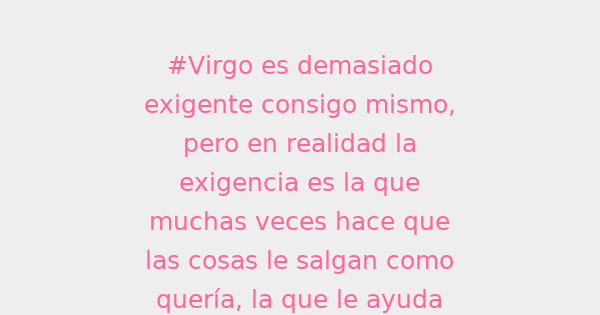 #Virgo es demasiado
exigente consigo mismo,
pero en realidad la
exigencia es la que
muchas veces hace que
las cosas le salgan como
quería, la que le ayuda